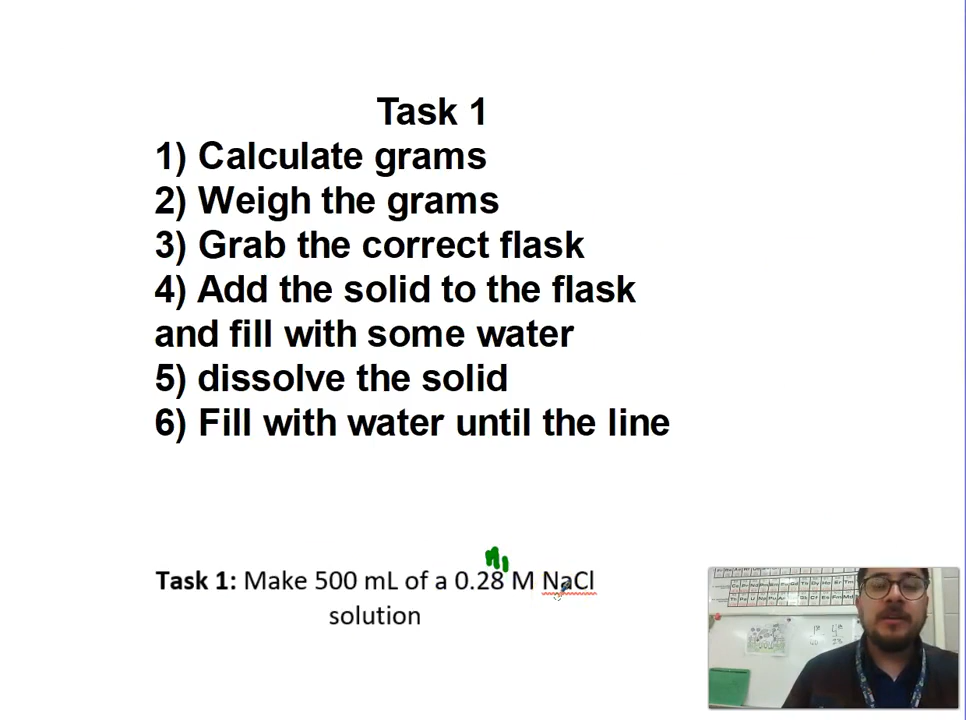 Task 1
1) Calculate grams
2) Weigh the grams
3) Grab the correct flask
4) Add the solid to the flask
and fill with some water
5) dissolve the solid
6) Fill with water until the line
M₁
Task 1: Make 500 mL of a 0.28 M NaCl
solution